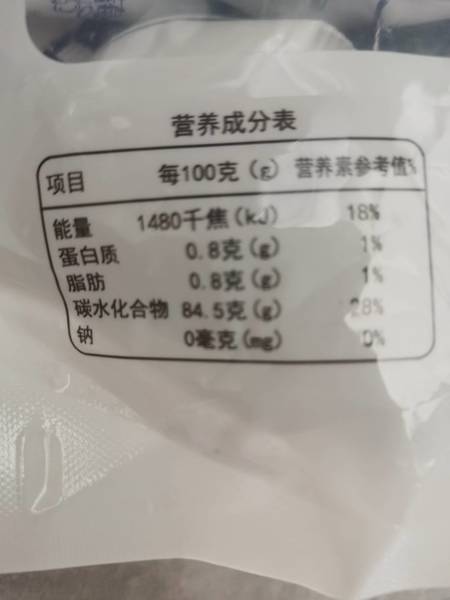 营养成分表
项目 每100克(g) 营养素参考值%
能量 1480千焦(kJ) 18%
蛋白质 0.8克(g) 1%
脂肪 0.8克(g) 1%
碳水化合物 84.5克(g) 28%
钠 0毫克(mg) 0%